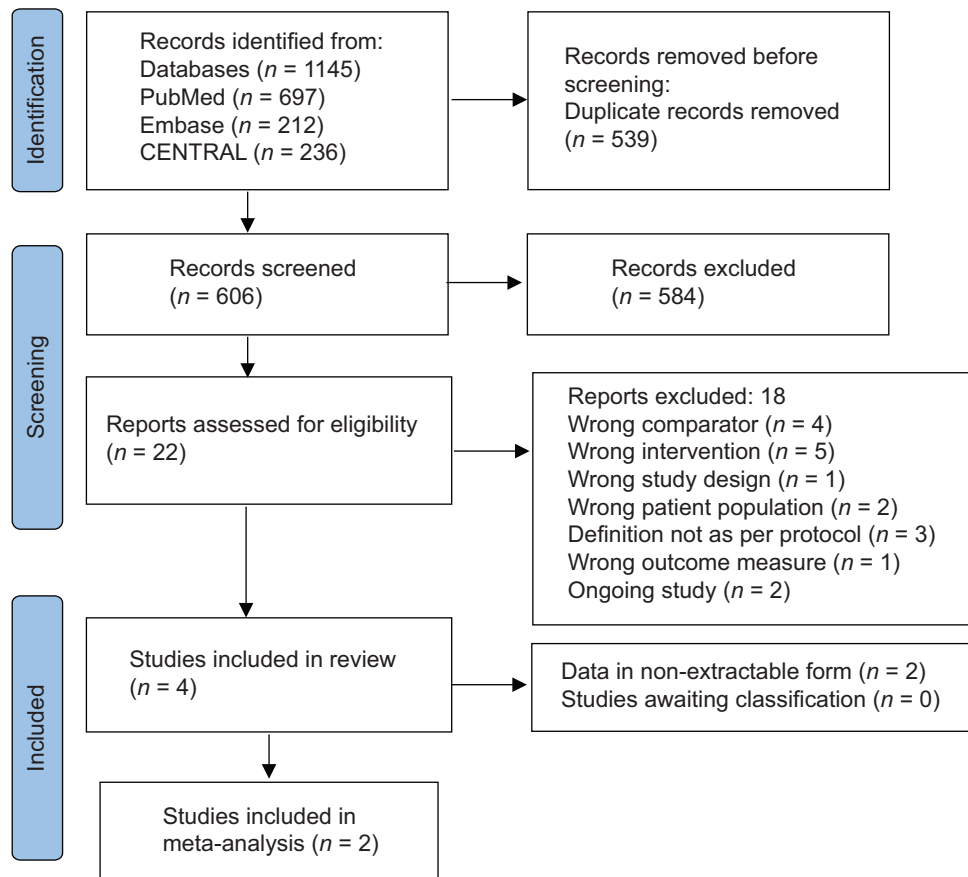 Identification
Records identified from:
Databases (n = 1145)
PubMed (n = 697)
Embase (n = 212)
CENTRAL (n = 236)
Records removed before
screening:
Duplicate records removed
(n = 539)
Screening
Records screened
(n = 606)
Records excluded
(n = 584)
Reports assessed for eligibility
(n = 22)
Reports excluded: 18
Wrong comparator (n = 4)
Wrong intervention (n = 5)
Wrong study design (n = 1)
Wrong patient population (n = 2)
Definition not as per protocol (n = 3)
Wrong outcome measure (n = 1)
Ongoing study (n = 2)
Included
Studies included in review
(n = 4)
Data in non-extractable form (n = 2)
Studies awaiting classification (n = 0)
Studies included in
meta-analysis (n = 2)